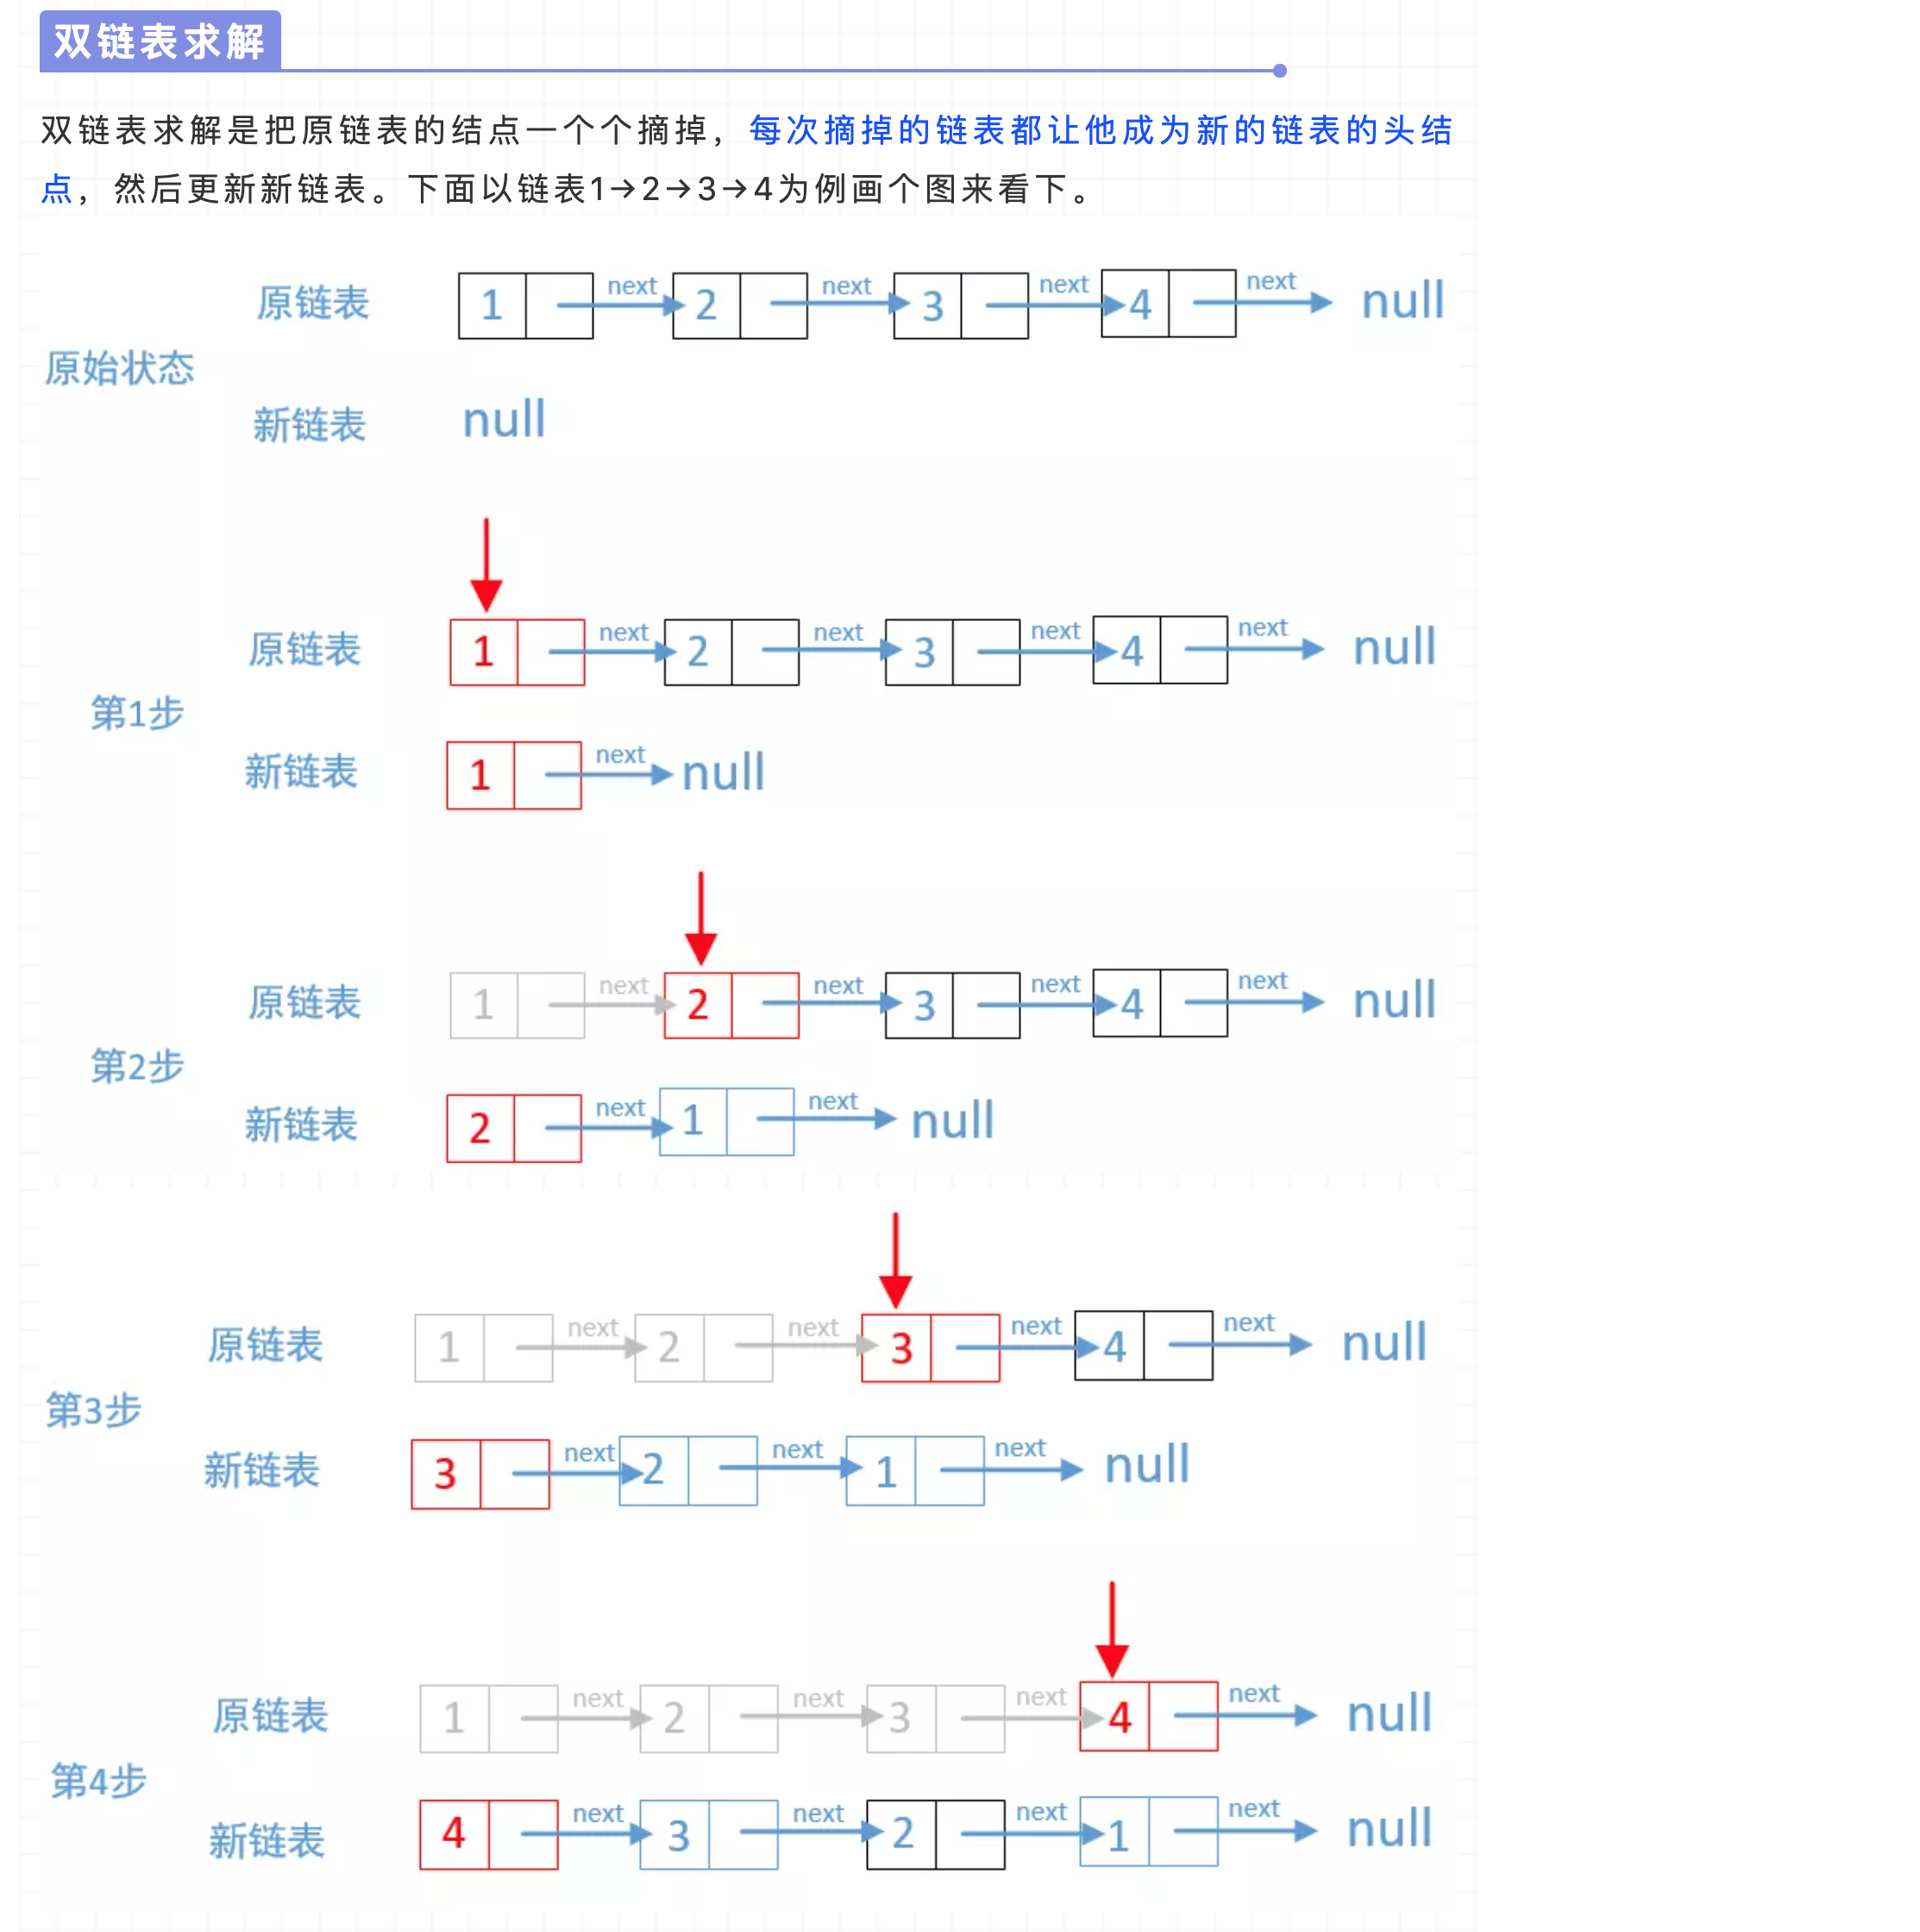 双链表求解
双链表求解是把原链表的结点一个个摘掉，每次摘掉的链表都让他成为新的链表的头结
点，然后更新新链表。下面以链表1→2→3→4为例画个图来看下。
原链表 1 next 2 next 3 next 4 next null
原始状态
新链表 null
原链表 1 next 2 next 3 next 4 next null
第1步
新链表 1 next null
原链表 1 next 2 next 3 next 4 next null
第2步
新链表 2 next 1 next null
原链表 1 next 2 next 3 next 4 next null
第3步
新链表 3 next 2 next 1 next null
原链表 1 next 2 next 3 next 4 next null
第4步
新链表 4 next 3 next 2 next 1 next null